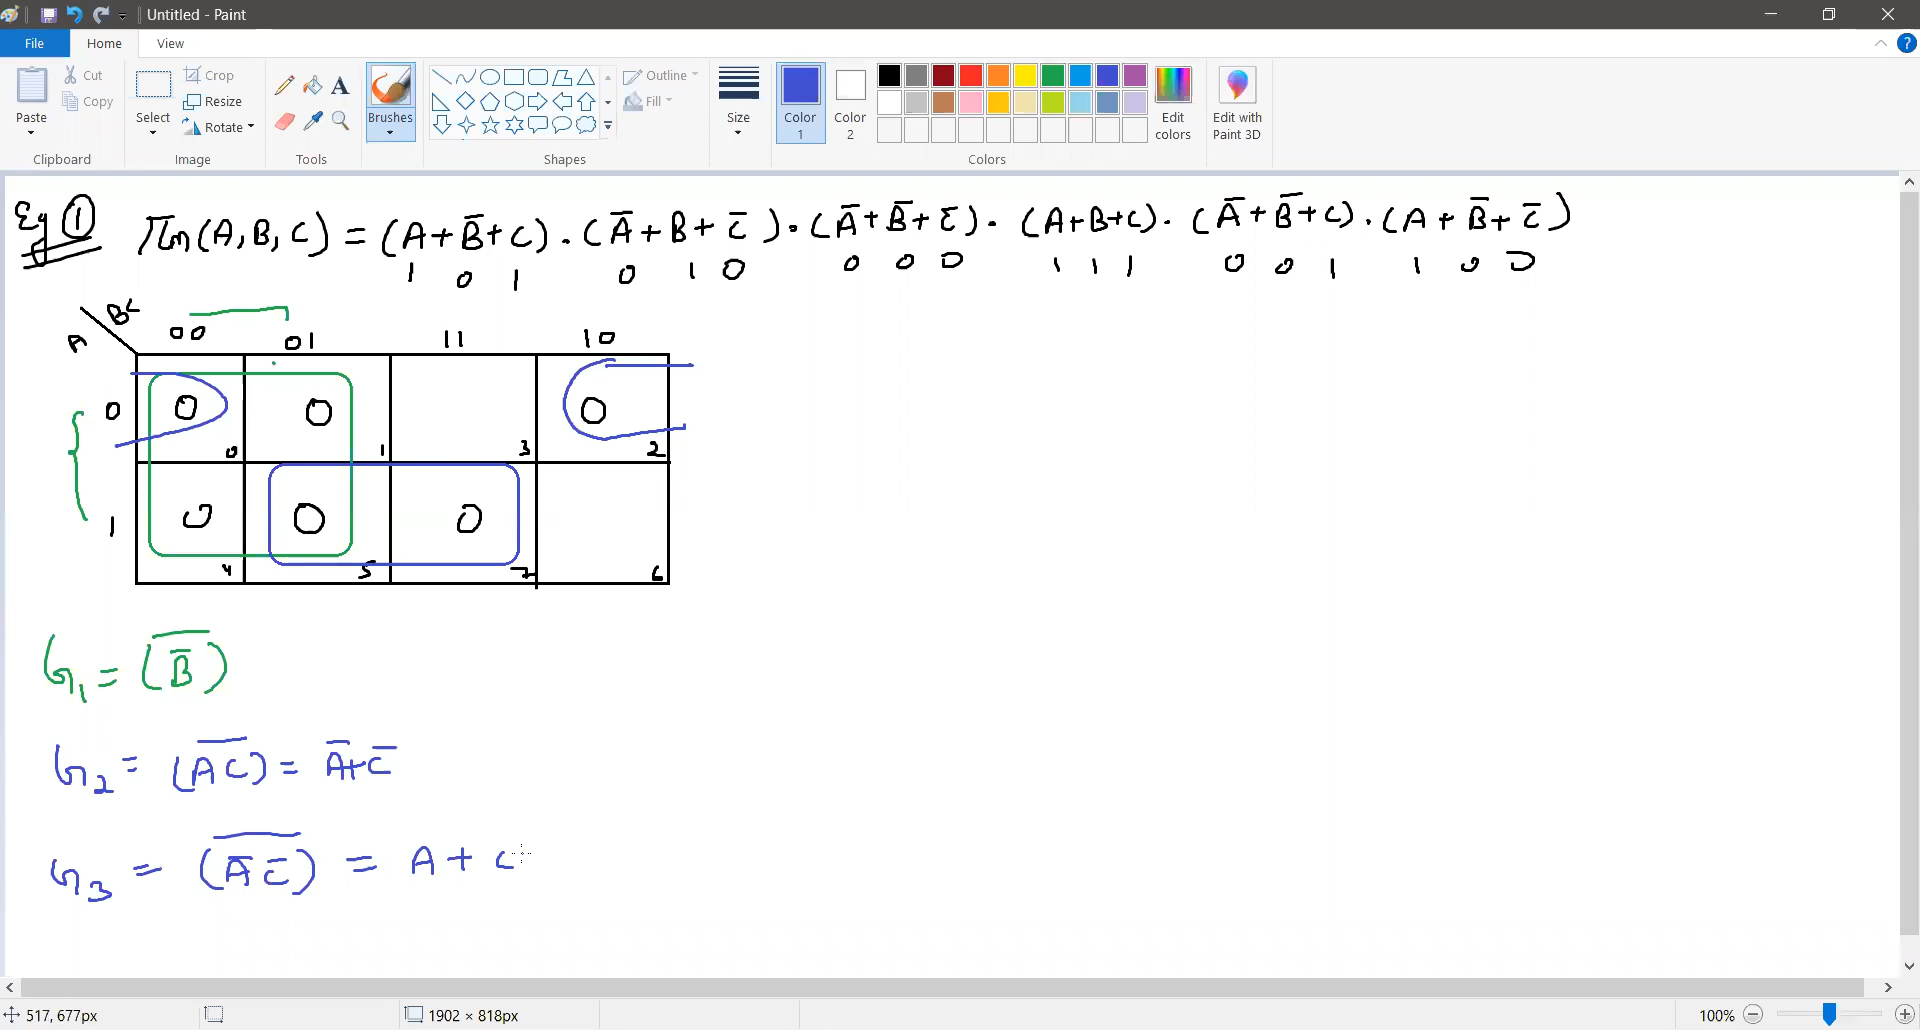 Untitled - Paint
File Home View
Cut
Copy
Paste
Clipboard
Crop
Resize
Rotate
Select
Image
Tools
Brushes
Outline
Fill
Shapes
Size
Color 1
Color 2
Colors
Edit colors
Edit with Paint 3D
Eg ① πm(A,B,C) = (A+B̅+C).(A̅+B+C̅).(A̅+B̅+C̅).(A+B+C).(A̅+B̅+C).(A+B̅+C̅)
1 0 1 0 1 0 0 0 0 1 1 1 0 0 1 1 0 0
BC
A
00 01 11 10
0 0 0 0
0 1 3 2
1 0 0 0
4 5 7 6
G₁ = (B̅)̅
G₂ = (A̅C̅) = A̅+C̅
G₃ = (A̅ C̅)̅ = A + C
517, 677px
1902 × 818px
100%